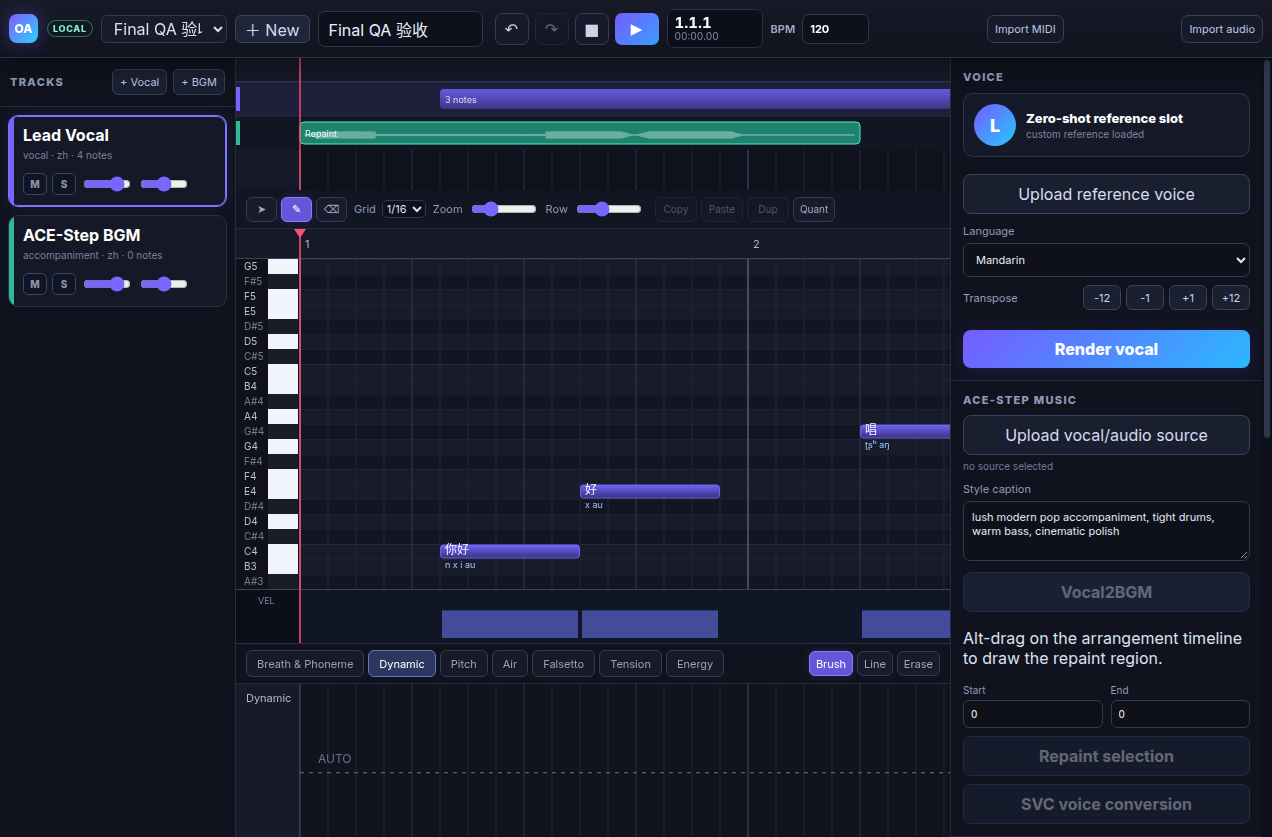 OA LOCAL Final QA 验 + New Final QA 验收 1.1.1 BPM 120 Import MIDI Import audio
00:00.00
TRACKS + Vocal + BGM
Lead Vocal
vocal · zh · 4 notes
M S
ACE-Step BGM
accompaniment · zh · 0 notes
M S
3 notes
Repaint
Grid 1/16 Zoom Row Copy Paste Dup Quant
1 2
G5
F#5
F5
E5
D#5
D5
C#5
C5
B4
A#4
A4
G#4 唱
G4 ʈʂʰ aŋ
F#4
F4
E4 好
D#4 x au
D4
C#4
C4 你好
B3 n x i au
A#3
VEL
Breath & Phoneme Dynamic Pitch Air Falsetto Tension Energy Brush Line Erase
Dynamic
AUTO
VOICE
L Zero-shot reference slot
custom reference loaded
Upload reference voice
Language
Mandarin
Transpose -12 -1 +1 +12
Render vocal
ACE-STEP MUSIC
Upload vocal/audio source
no source selected
Style caption
lush modern pop accompaniment, tight drums,
warm bass, cinematic polish
Vocal2BGM
Alt-drag on the arrangement timeline
to draw the repaint region.
Start End
0 0
Repaint selection
SVC voice conversion